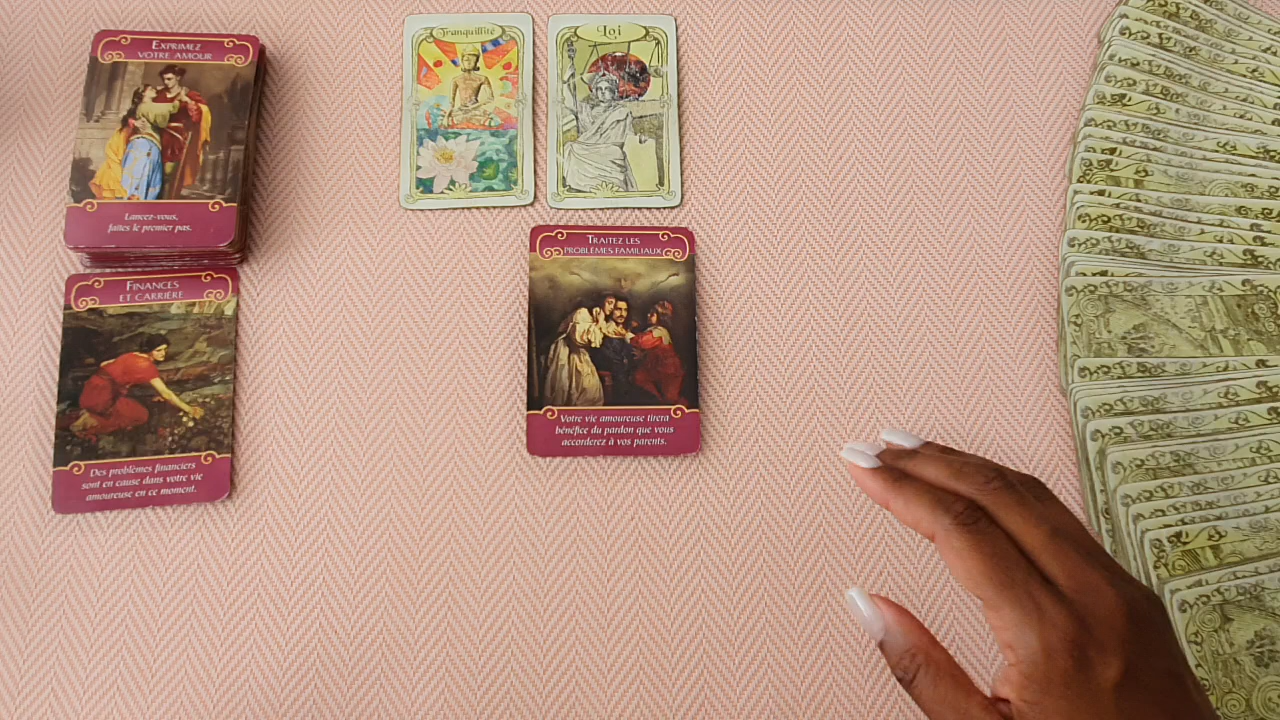 EXPRIMEZ
VOTRE AMOUR
Lancez-vous,
faites le premier pas.
FINANCES
ET CARRIÈRE
Des problèmes financiers
sont en cause dans votre vie
amoureuse en ce moment.
Tranquillité
Loi
TRAITEZ LES
PROBLÈMES FAMILIAUX
Votre vie amoureuse tirera
bénéfice du pardon que vous
accorderez à vos parents.